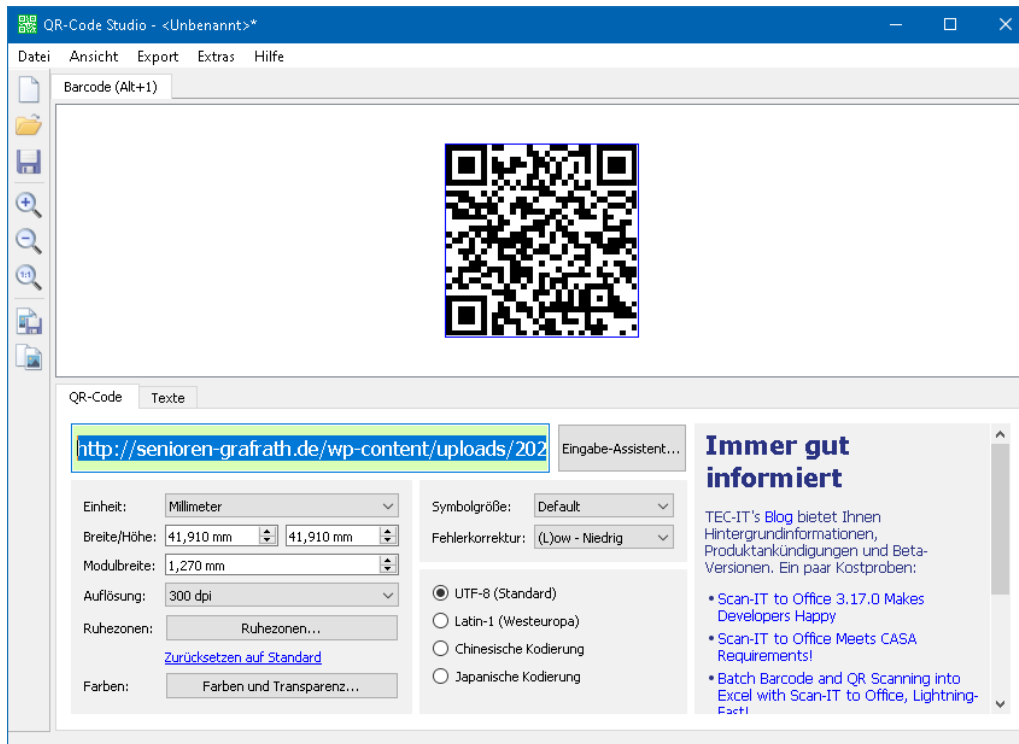 QR-Code Studio - <Unbenannt>*
Datei Ansicht Export Extras Hilfe
Barcode (Alt+1)
1:1
QR-Code Texte
http://senioren-grafrath.de/wp-content/uploads/202
Eingabe-Assistent...
Einheit: Millimeter
Breite/Höhe: 41,910 mm 41,910 mm
Modulbreite: 1,270 mm
Auflösung: 300 dpi
Ruhezonen: Ruhezonen...
Zurücksetzen auf Standard
Farben: Farben und Transparenz...
Symbolgröße: Default
Fehlerkorrektur: (L)ow - Niedrig
UTF-8 (Standard)
Latin-1 (Westeuropa)
Chinesische Kodierung
Japanische Kodierung
Immer gut
informiert
TEC-IT's Blog bietet Ihnen
Hintergrundinformationen,
Produktankündigungen und Beta-
Versionen. Ein paar Kostproben:
• Scan-IT to Office 3.17.0 Makes
Developers Happy
• Scan-IT to Office Meets CASA
Requirements!
• Batch Barcode and QR Scanning into
Excel with Scan-IT to Office, Lightning-
Fast!